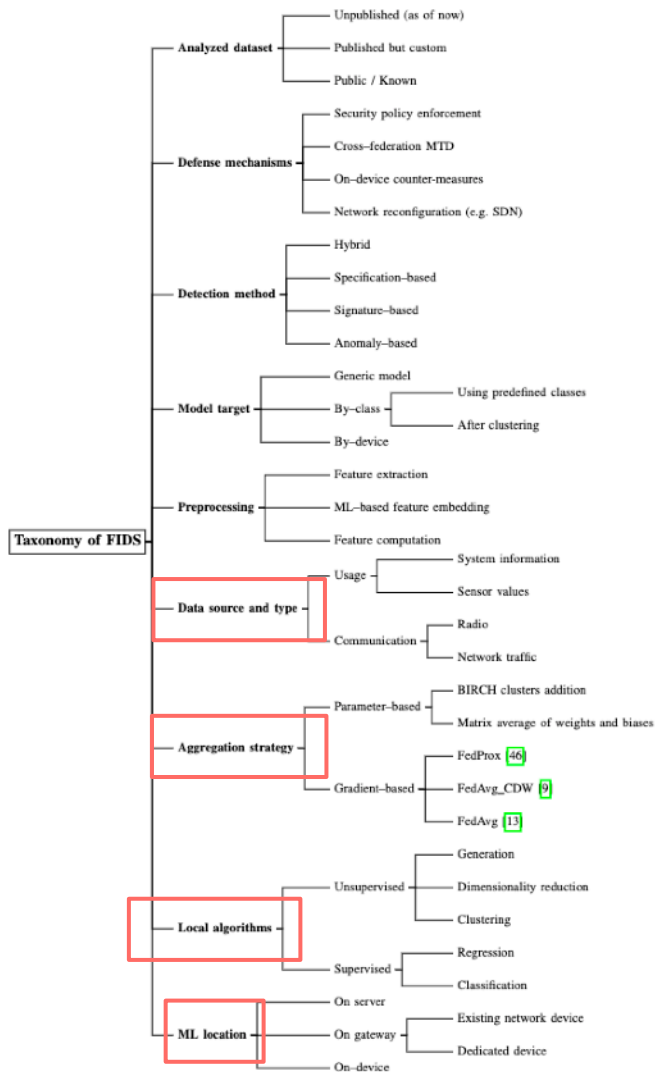 Taxonomy of FIDS
Analyzed dataset
Unpublished (as of now)
Published but custom
Public / Known
Defense mechanisms
Security policy enforcement
Cross–federation MTD
On–device counter-measures
Network reconfiguration (e.g. SDN)
Detection method
Hybrid
Specification–based
Signature–based
Anomaly–based
Model target
Generic model
By–class
Using predefined classes
After clustering
By–device
Preprocessing
Feature extraction
ML–based feature embedding
Feature computation
Data source and type
Usage
System information
Sensor values
Communication
Radio
Network traffic
Aggregation strategy
Parameter–based
BIRCH clusters addition
Matrix average of weights and biases
Gradient–based
FedProx [46]
FedAvg_CDW [9]
FedAvg [13]
Local algorithms
Unsupervised
Generation
Dimensionality reduction
Clustering
Supervised
Regression
Classification
ML location
On server
On gateway
Existing network device
Dedicated device
On–device